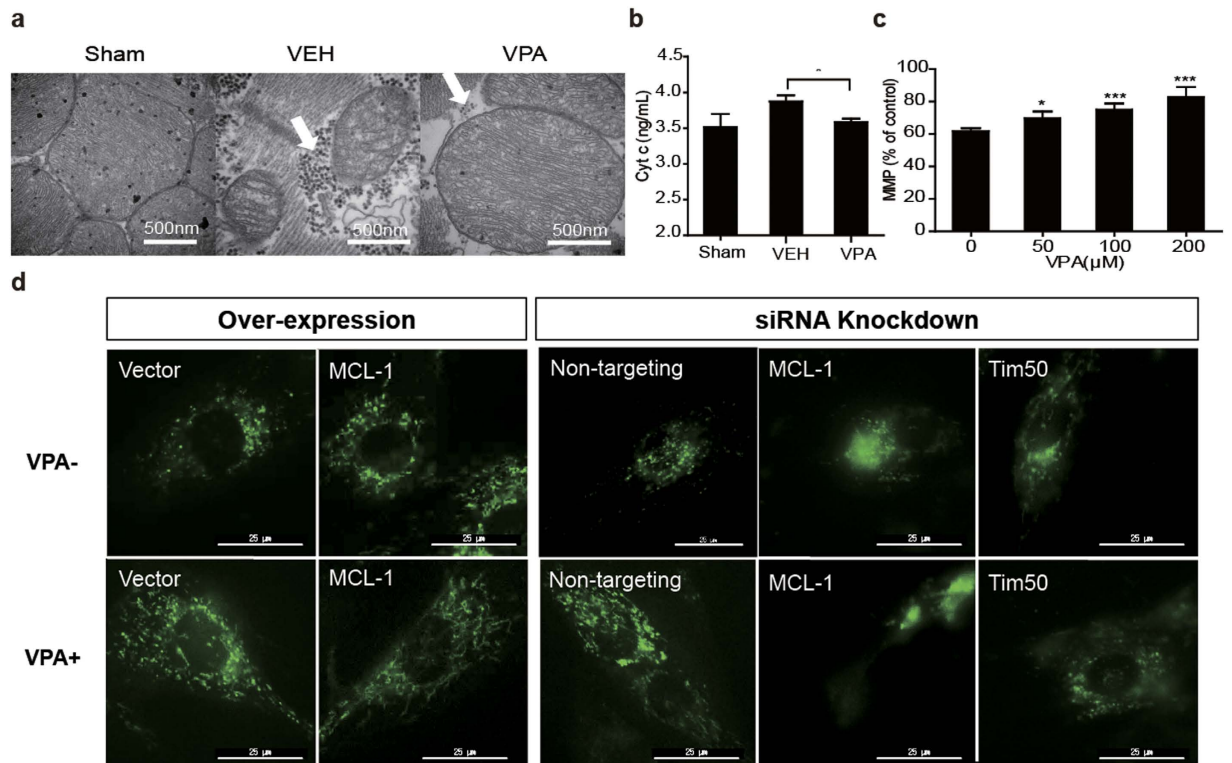 a
Sham
VEH
VPA
500nm
500nm
500nm
b
Cyt c (ng/mL)
4.5
4.0
3.5
3.0
2.5
2.0
Sham
VEH
VPA
c
MMP (% of control)
100
80
60
40
20
0
*
***
***
0
50
100
200
VPA(μM)
d
Over-expression
siRNA Knockdown
VPA-
Vector
25 μm
MCL-1
25 μm
Non-targeting
25 μm
MCL-1
25 μm
Tim50
25 μm
VPA+
Vector
25 μm
MCL-1
25 μm
Non-targeting
25 μm
MCL-1
25 μm
Tim50
25 μm